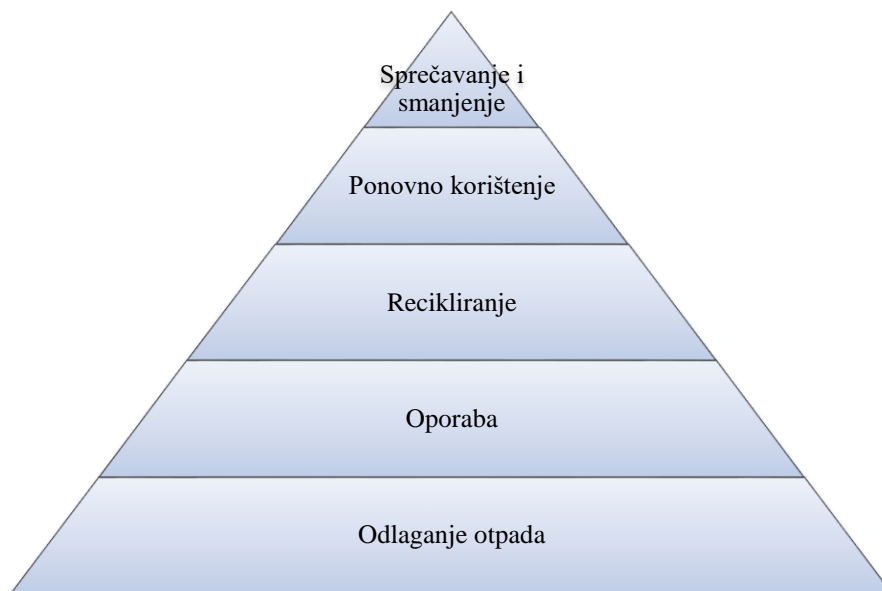 Sprečavanje i
smanjenje
Ponovno korištenje
Recikliranje
Oporaba
Odlaganje otpada